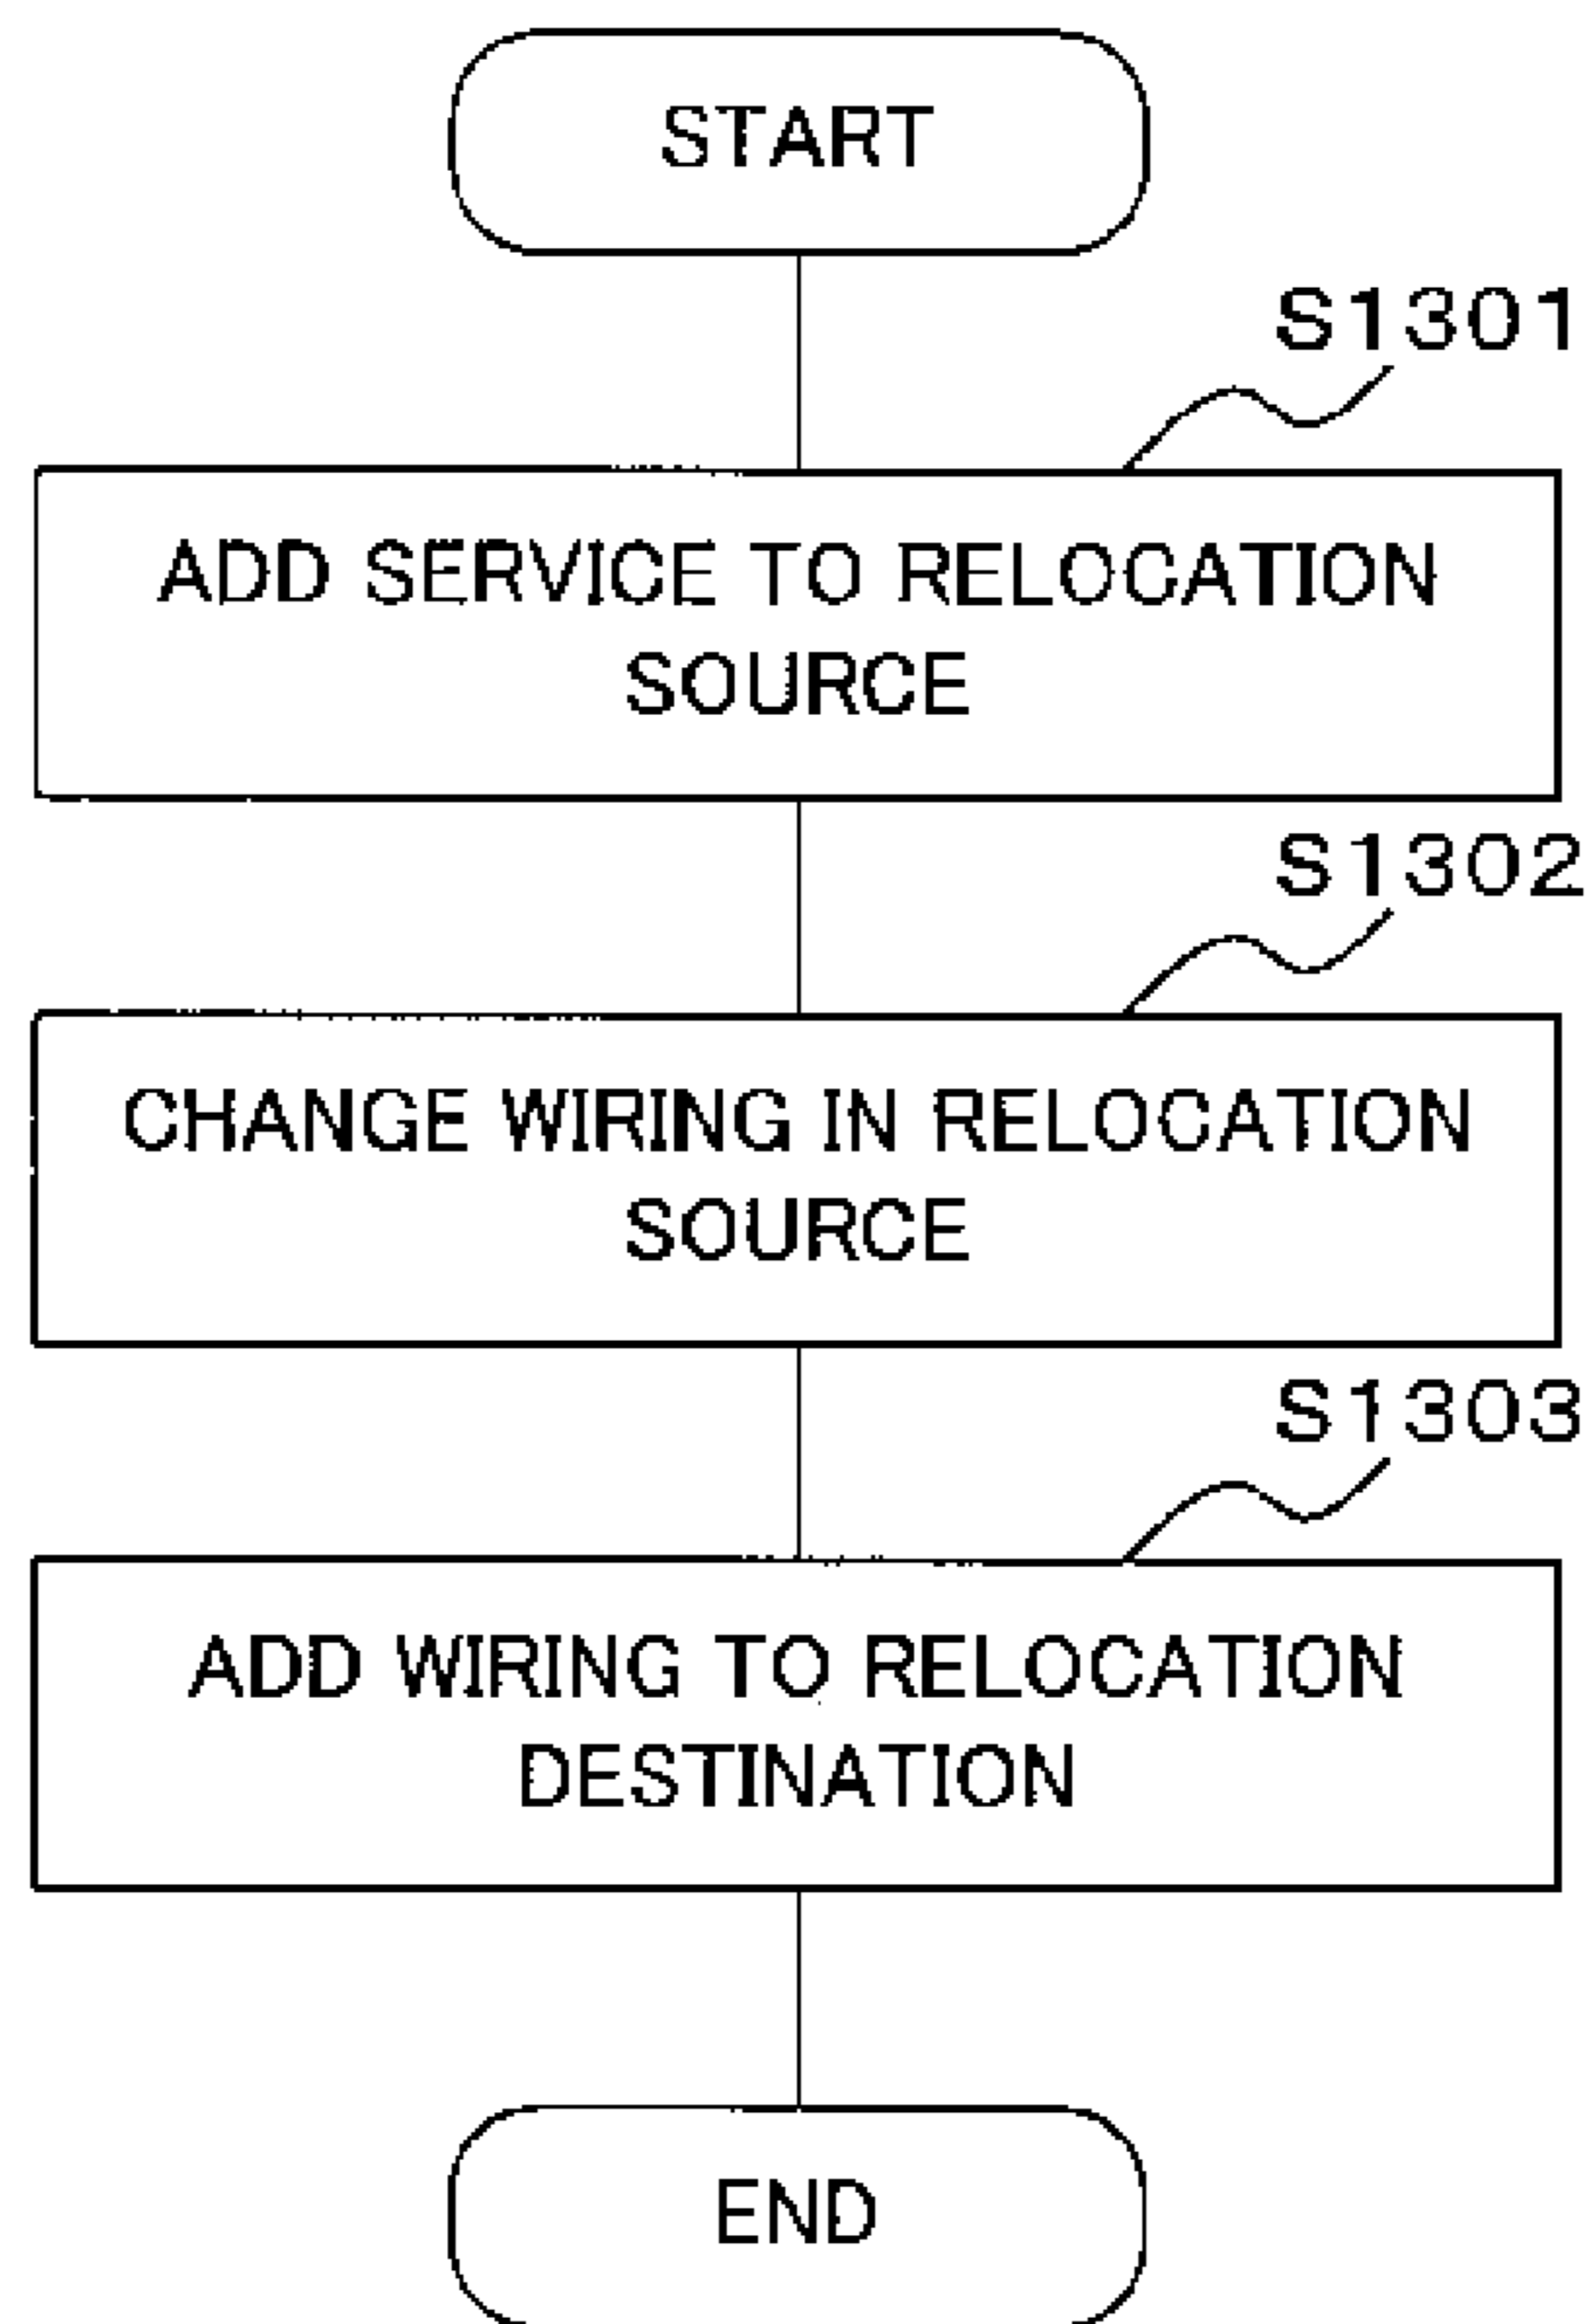 START
S1301
ADD SERVICE TO RELOCATION
SOURCE
S1302
CHANGE WIRING IN RELOCATION
SOURCE
S1303
ADD WIRING TO RELOCATION
DESTINATION
END